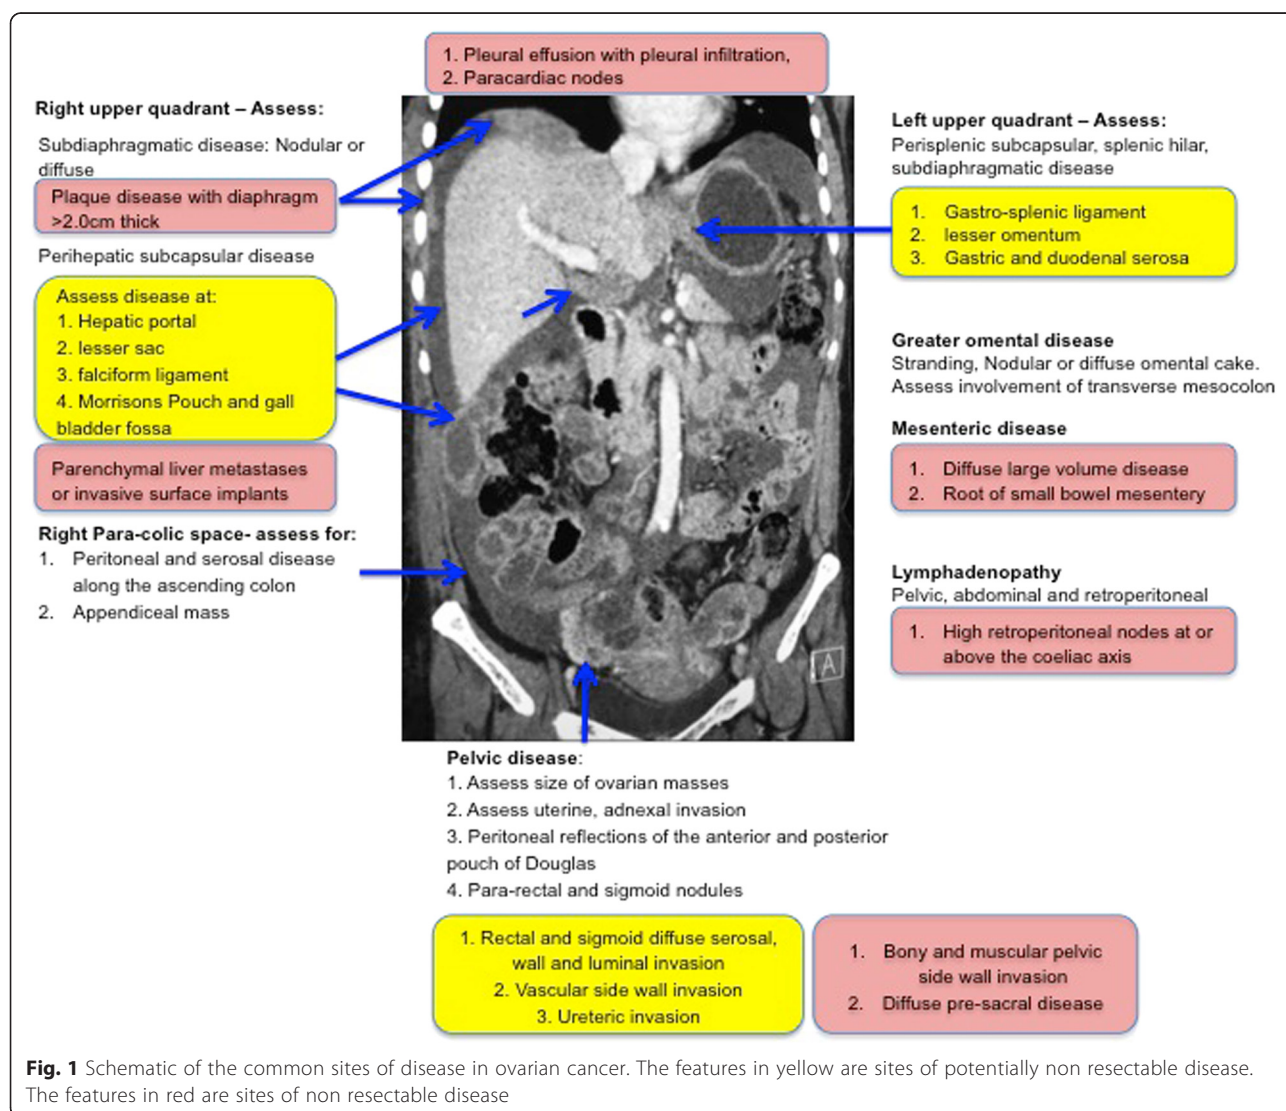 1. Pleural effusion with pleural infiltration,
2. Paracardiac nodes
Right upper quadrant – Assess:
Subdiaphragmatic disease: Nodular or
diffuse
Plaque disease with diaphragm
>2.0cm thick
Perihepatic subcapsular disease
Assess disease at:
1. Hepatic portal
2. lesser sac
3. falciform ligament
4. Morrisons Pouch and gall
bladder fossa
Parenchymal liver metastases
or invasive surface implants
Right Para-colic space- assess for:
1. Peritoneal and serosal disease
along the ascending colon
2. Appendiceal mass
Left upper quadrant – Assess:
Perisplenic subcapsular, splenic hilar,
subdiaphragmatic disease
1. Gastro-splenic ligament
2. lesser omentum
3. Gastric and duodenal serosa
Greater omental disease
Stranding, Nodular or diffuse omental cake.
Assess involvement of transverse mesocolon
Mesenteric disease
1. Diffuse large volume disease
2. Root of small bowel mesentery
Lymphadenopathy
Pelvic, abdominal and retroperitoneal
1. High retroperitoneal nodes at or
above the coeliac axis
A
Pelvic disease:
1. Assess size of ovarian masses
2. Assess uterine, adnexal invasion
3. Peritoneal reflections of the anterior and posterior
pouch of Douglas
4. Para-rectal and sigmoid nodules
1. Rectal and sigmoid diffuse serosal,
wall and luminal invasion
2. Vascular side wall invasion
3. Ureteric invasion
1. Bony and muscular pelvic
side wall invasion
2. Diffuse pre-sacral disease
Fig. 1 Schematic of the common sites of disease in ovarian cancer. The features in yellow are sites of potentially non resectable disease.
The features in red are sites of non resectable disease